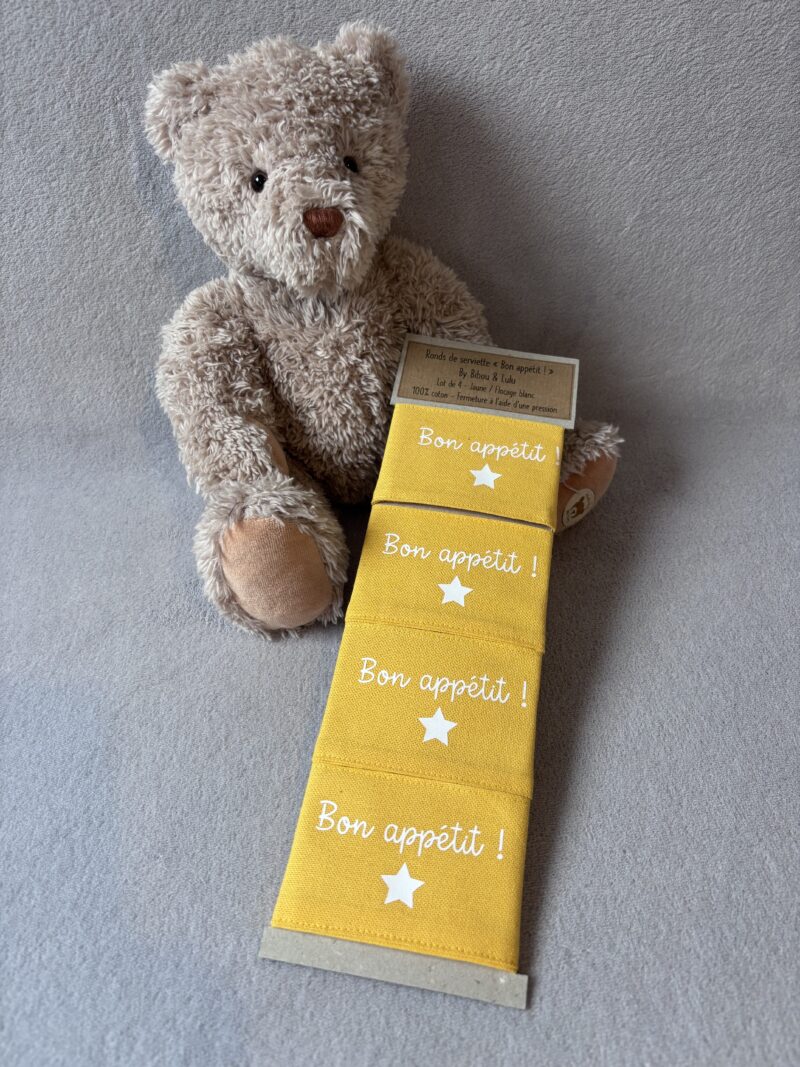 Ronds de serviette « Bon appétit ! »
By Bibou & Lulu
Lot de 4 - Jaune / Flocage blanc
100% coton - Fermeture à l'aide d'une pression
Bon appétit !
Bon appétit !
Bon appétit !
Bon appétit !